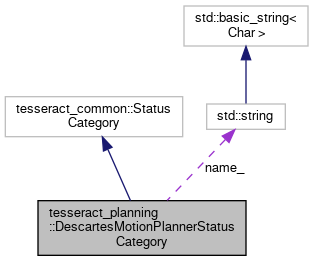 std::basic_string<
Char >
tesseract_common::Status
Category
std::string
name_
tesseract_planning
::DescartesMotionPlannerStatus
Category